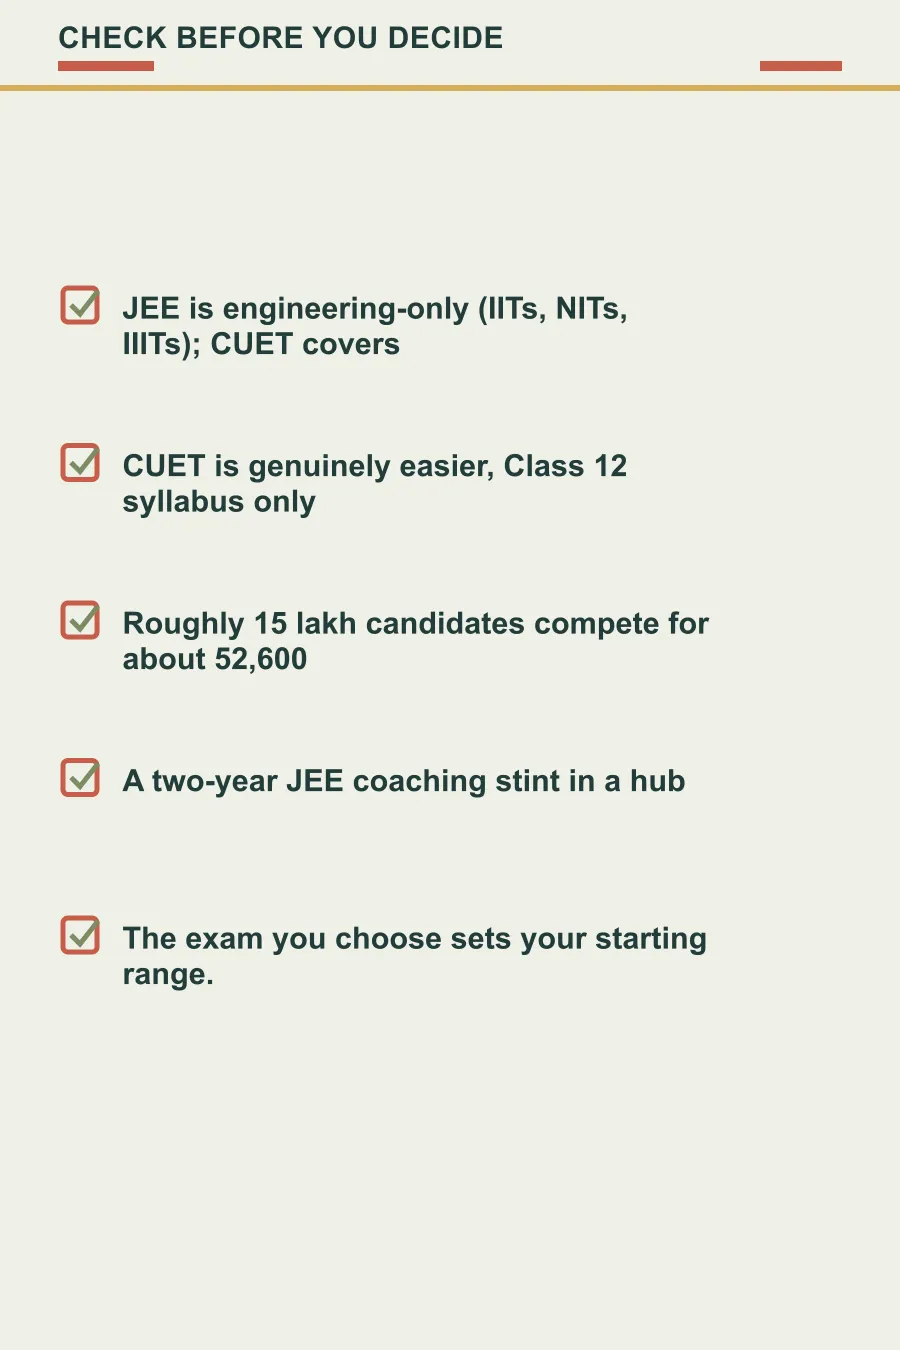 CHECK BEFORE YOU DECIDE
JEE is engineering-only (IITs, NITs,
IIITs); CUET covers
CUET is genuinely easier, Class 12
syllabus only
Roughly 15 lakh candidates compete for
about 52,600
A two-year JEE coaching stint in a hub
The exam you choose sets your starting
range.